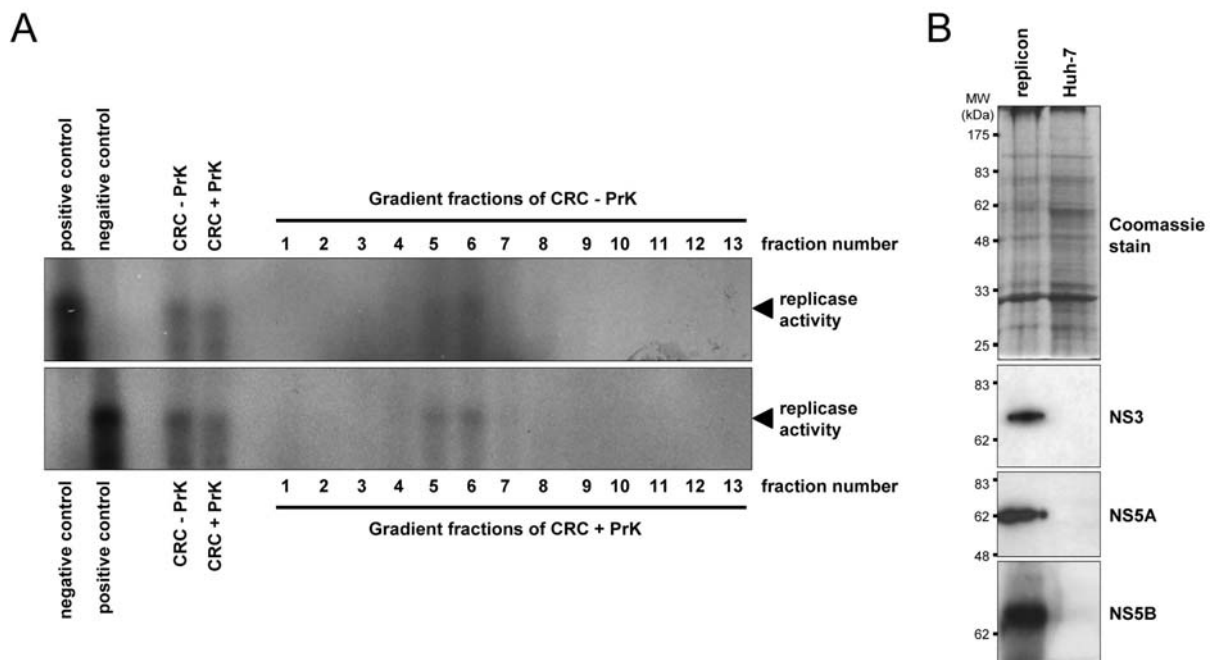 A
positive control
negaitive control
CRC - PrK
CRC + PrK
Gradient fractions of CRC - PrK
1 2 3 4 5 6 7 8 9 10 11 12 13 fraction number
replicase
activity
replicase
activity
1 2 3 4 5 6 7 8 9 10 11 12 13 fraction number
Gradient fractions of CRC + PrK
negative control
positive control
CRC - PrK
CRC + PrK
B
replicon
Huh-7
MW
(kDa)
175
83
62
48
33
25
Coomassie
stain
83
62
NS3
83
62
48
NS5A
62
NS5B